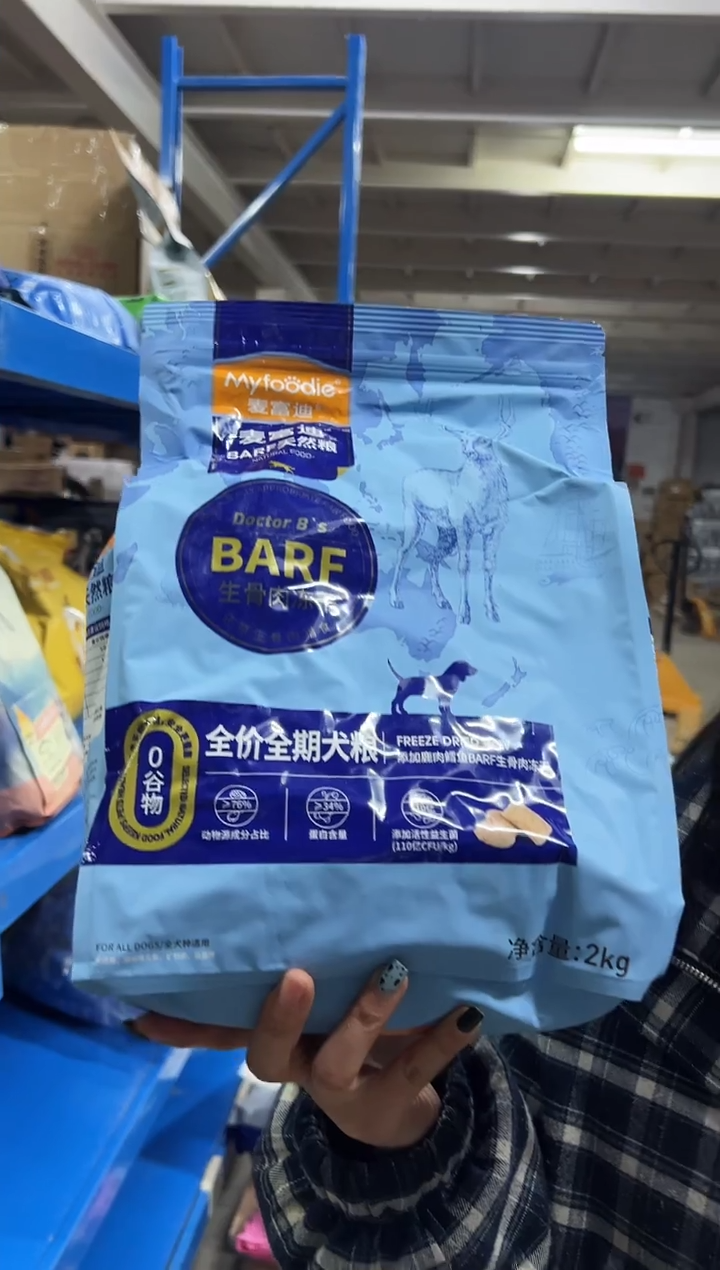 Myfoodie
麦富迪
麦富迪
BARF天然粮
NATURAL FOOD
Doctor B's
BARF
生骨肉冻
0
谷
物
全价全期犬粮
FREEZE DRIED
添加鹿肉鳕鱼BARF生骨肉冻干
≥76%
动物源成分占比
≥34%
蛋白含量
添加活性益生菌
(110亿CFU/kg)
FOR ALL DOGS/全犬种适用
净含量:2kg